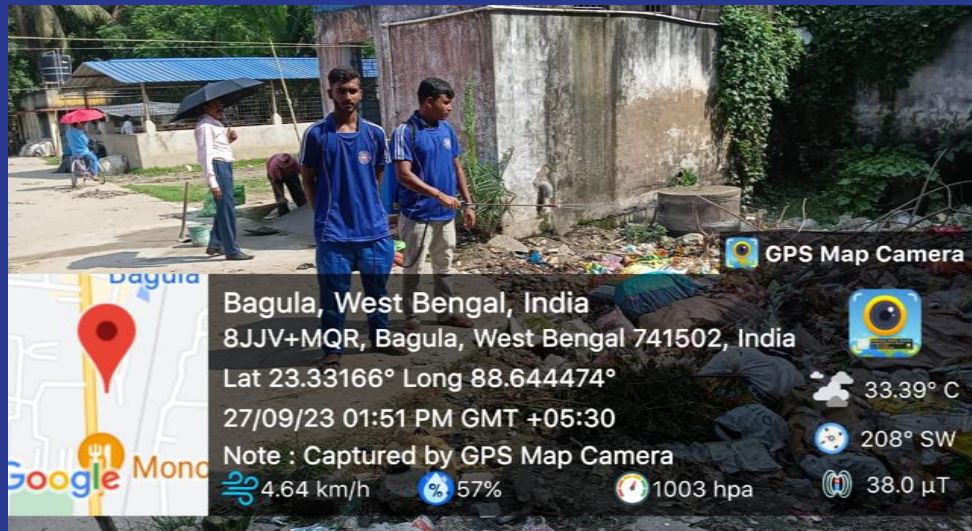 GPS Map Camera
Bagula
Bagula, West Bengal, India
8JJV+MQR, Bagula, West Bengal 741502, India
Lat 23.33166° Long 88.644474°
27/09/23 01:51 PM GMT +05:30
Note : Captured by GPS Map Camera
33.39° C
208° SW
Google
Mono
4.64 km/h
%
57%
1003 hpa
38.0 µT